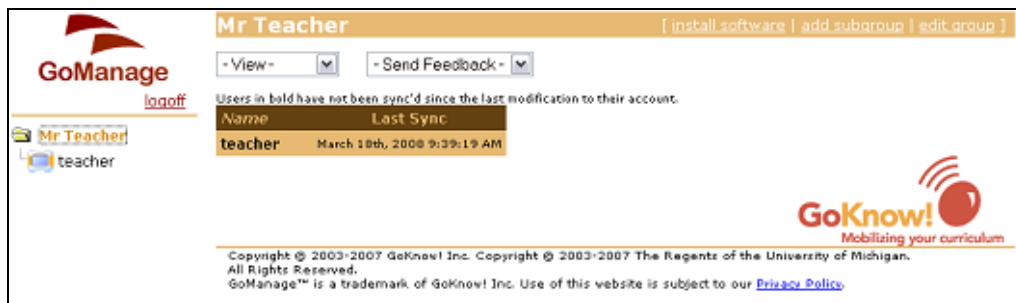 GoManage
logoff
Mr Teacher
teacher
Mr Teacher [ install software | add subgroup | edit group ]
-View- - Send Feedback -
Users in bold have not been sync'd since the last modification to their account.
Name Last Sync
teacher March 18th, 2008 9:39:19 AM
GoKnow!
Mobilizing your curriculum
Copyright © 2003-2007 GoKnow! Inc. Copyright © 2003-2007 The Regents of the University of Michigan.
All Rights Reserved.
GoManage™ is a trademark of GoKnow! Inc. Use of this website is subject to our Privacy Policy.